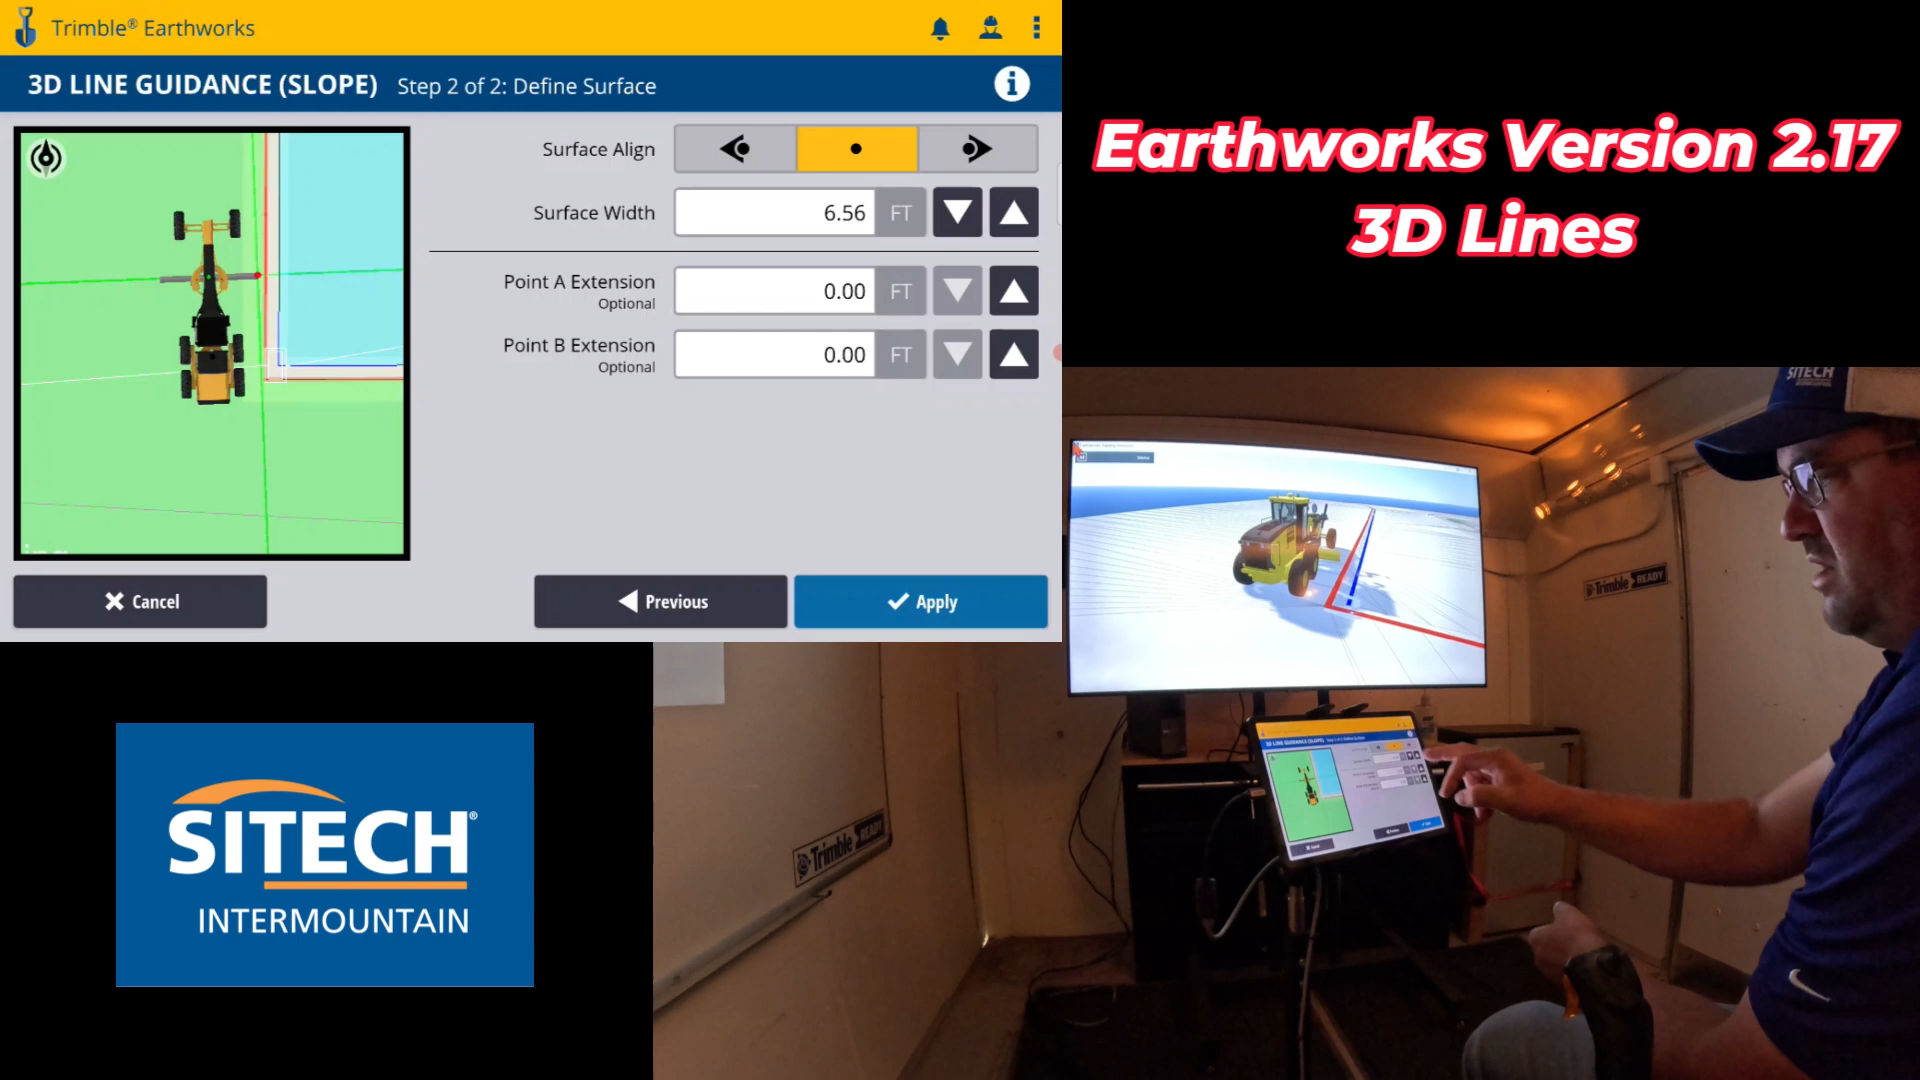 Trimble® Earthworks
3D LINE GUIDANCE (SLOPE) Step 2 of 2: Define Surface
Surface Align
Surface Width 6.56 FT
Point A Extension 0.00 FT
Optional
Point B Extension 0.00 FT
Optional
Cancel Previous Apply
Earthworks Version 2.17
3D Lines
SITECH
INTERMOUNTAIN
Trimble READY
Trimble READY
SITECH®
INTERMOUNTAIN